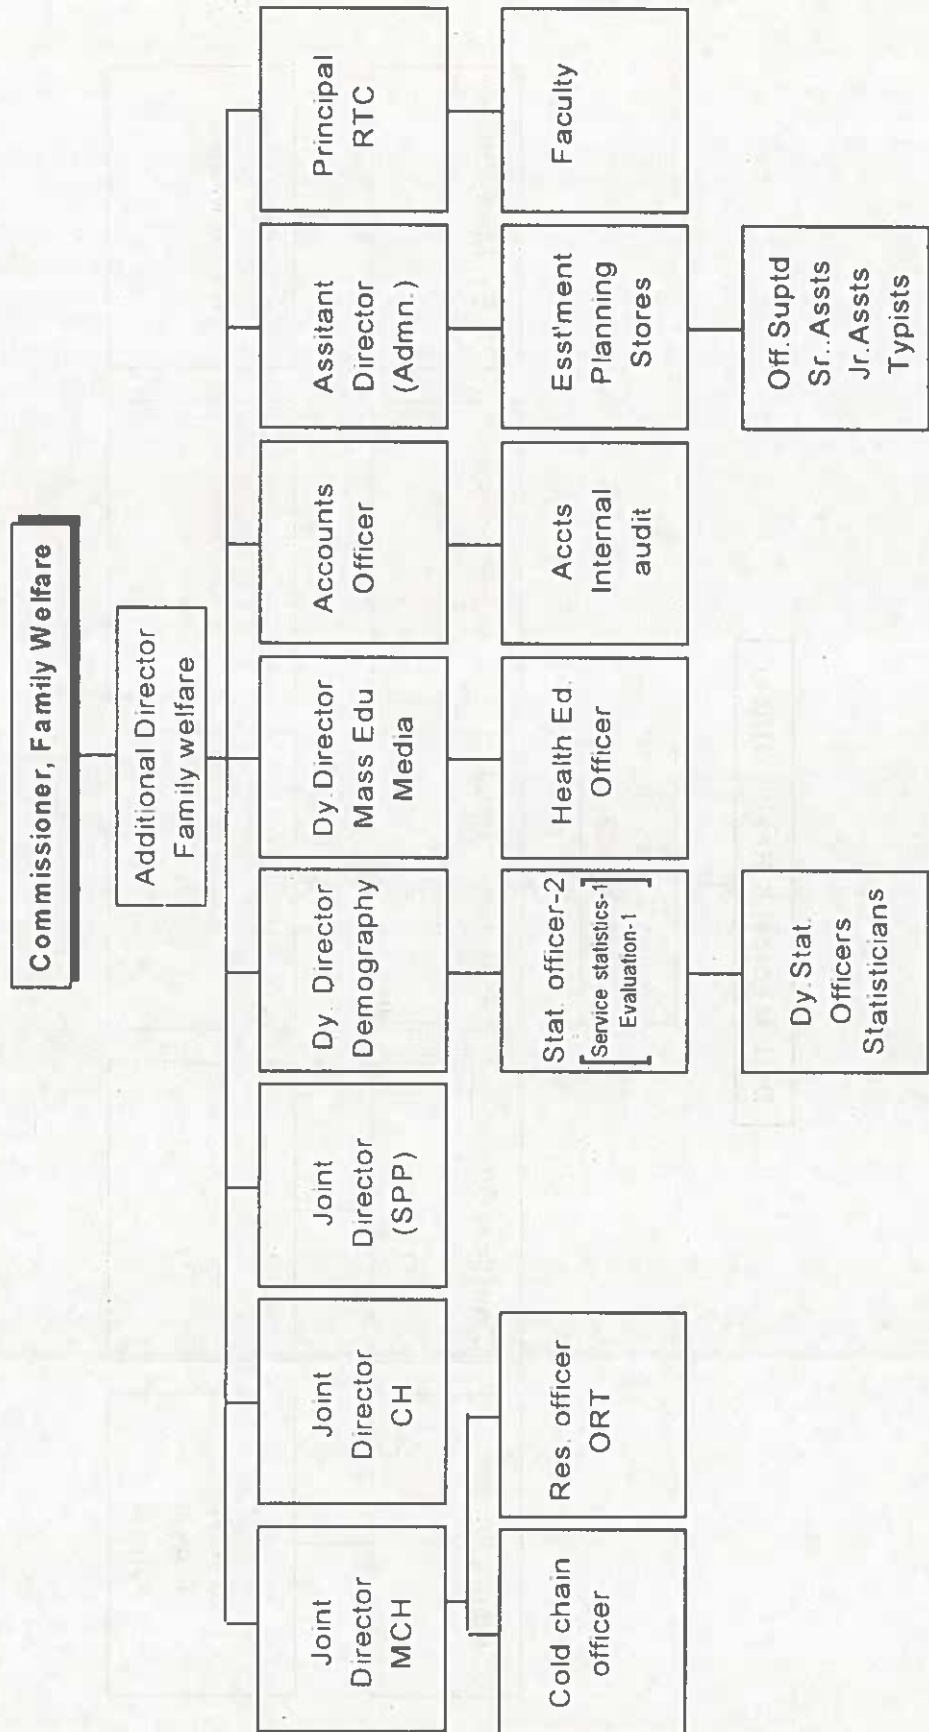 Commissioner, Family Welfare
Additional Director
Family welfare
Joint
Director
MCH
Joint
Director
CH
Joint
Director
(SPP)
Dy. Director
Demography
Dy.Director
Mass Edu
Media
Accounts
Officer
Assitant
Director
(Admn.)
Principal
RTC
Cold chain
officer
Res. officer
ORT
Stat. officer-2
[Service statistics-1
Evaluation-1]
Health Ed.
Officer
Accts
Internal
audit
Esst'ment
Planning
Stores
Faculty
Dy.Stat.
Officers
Statisticians
Off.Suptd
Sr..Assts
Jr.Assts
Typists